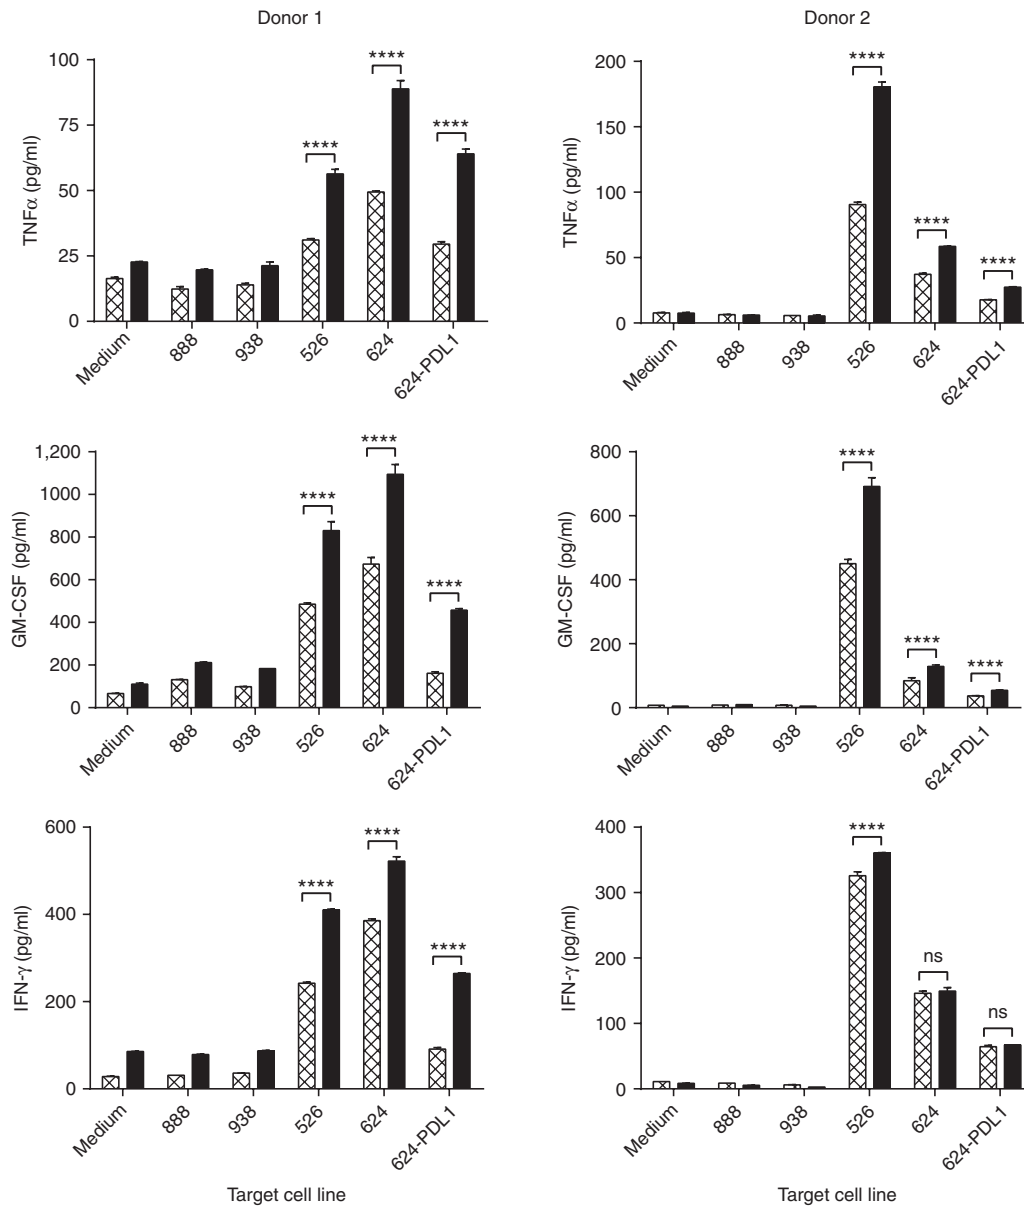 Donor 1
TNFα (pg/ml)
100
75
50
25
0
****
****
****
Medium
888
938
526
624
624-PDL1
Donor 2
TNFα (pg/ml)
200
150
100
50
0
****
****
****
Medium
888
938
526
624
624-PDL1
GM-CSF (pg/ml)
1,200
1000
800
600
400
200
0
****
****
****
Medium
888
938
526
624
624-PDL1
GM-CSF (pg/ml)
800
600
400
200
0
****
****
****
Medium
888
938
526
624
624-PDL1
IFN-γ (pg/ml)
600
400
200
0
****
****
****
Medium
888
938
526
624
624-PDL1
Target cell line
IFN-γ (pg/ml)
400
300
200
100
0
****
ns
ns
Medium
888
938
526
624
624-PDL1
Target cell line